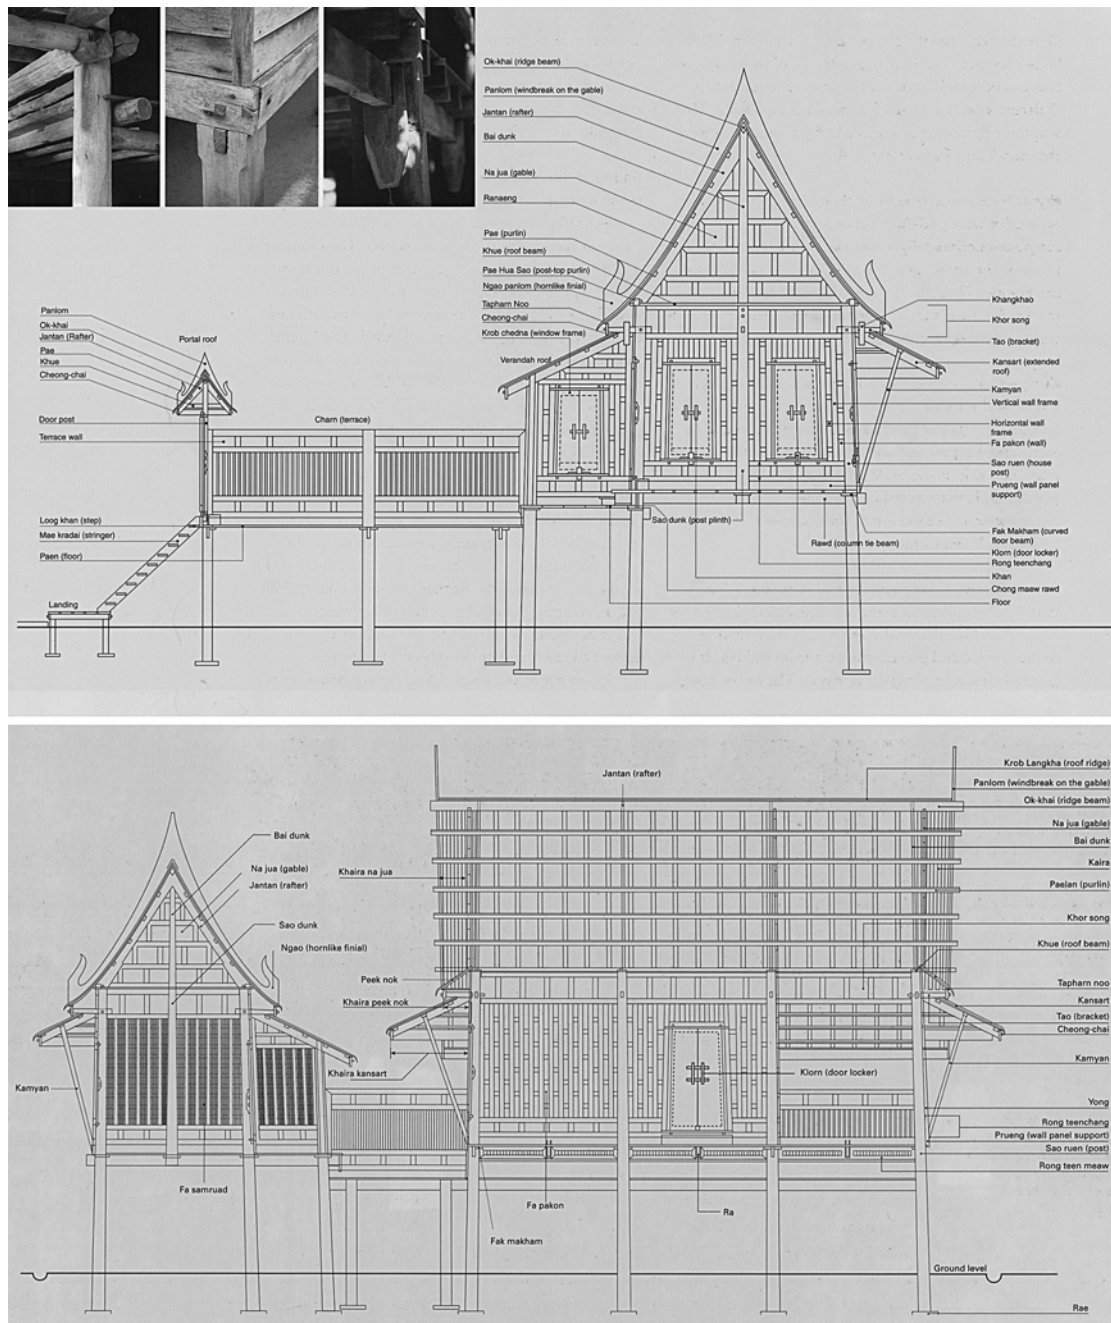 Ok-khai (ridge beam)
Panlom (windbreak on the gable)
Jantan (rafter)
Bai dunk
Na jua (gable)
Ranaeng
Pae (purlin)
Khue (roof beam)
Pae Hua Sao (post-top purlin)
Ngao panlom (hornlike finial)
Tapharn Noo
Cheong-chai
Krob chedna (window frame)
Verandah roof
Khangkhao
Khor song
Tao (bracket)
Kansart (extended
roof)
Kamyan
Vertical wall frame
Horizontal wall
frame
Fa pakon (wall)
Sao ruen (house
post)
Prueng (wall panel
support)
Fak Makham (curved
floor beam)
Klorn (door locker)
Rong teenchang
Khan
Chong maew rawd
Floor
Sao dunk (post plinth)
Rawd (column tie beam)
Panlom
Ok-khai
Jantan (Rafter)
Pae
Khue
Cheong-chai
Portal roof
Door post
Terrace wall
Charn (terrace)
Loog khan (step)
Mae kradai (stringer)
Paen (floor)
Landing
Jantan (rafter)
Krob Langkha (roof ridge)
Panlom (windbreak on the gable)
Ok-khai (ridge beam)
Na jua (gable)
Bai dunk
Kaira
Paelan (purlin)
Khor song
Khue (roof beam)
Tapharn noo
Kansart
Tao (bracket)
Cheong-chai
Kamyan
Yong
Rong teenchang
Prueng (wall panel support)
Sao ruen (post)
Rong teen meaw
Bai dunk
Na jua (gable)
Jantan (rafter)
Sao dunk
Ngao (hornlike finial)
Khaira na jua
Peek nok
Khaira peek nok
Khaira kansart
Kamyan
Klorn (door locker)
Fa samruad
Fa pakon
Ra
Fak makham
Ground level
Rae